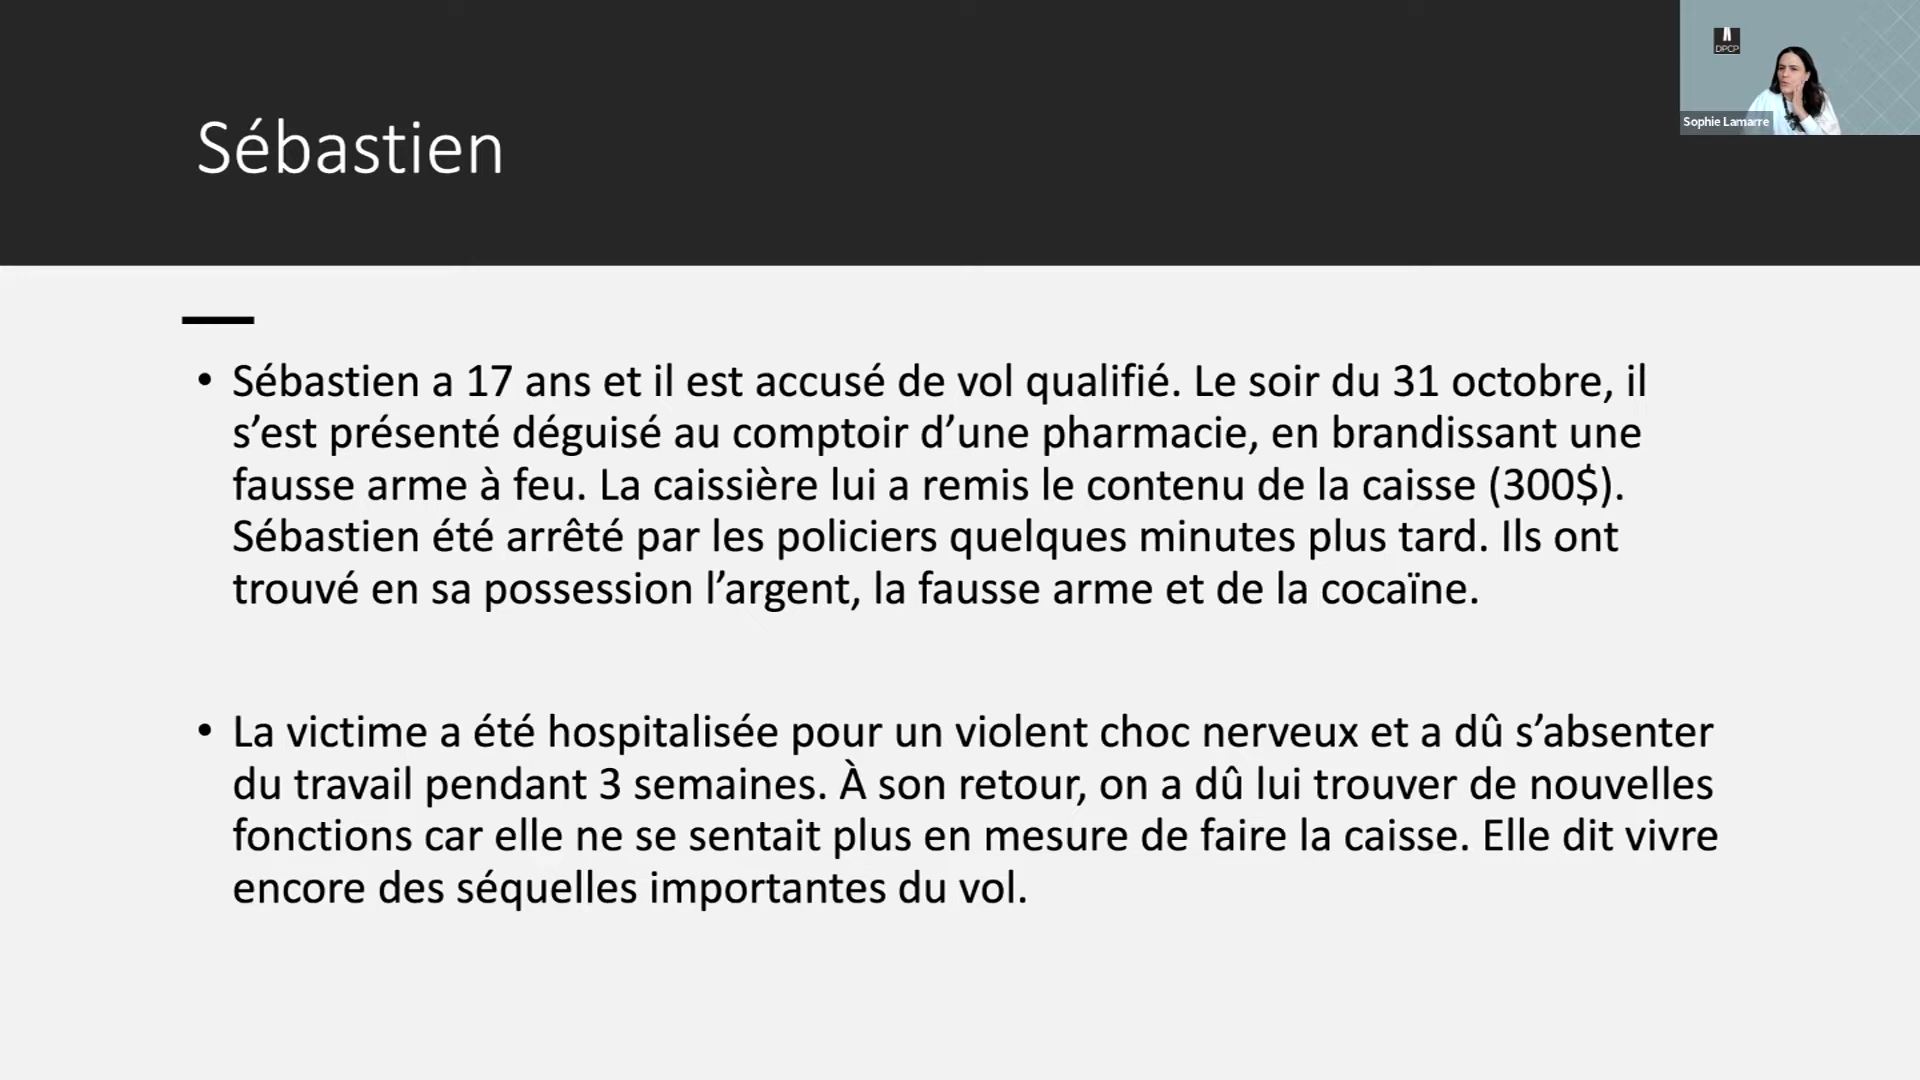 DPCP
Sophie Lamarre
Sébastien
• Sébastien a 17 ans et il est accusé de vol qualifié. Le soir du 31 octobre, il
s’est présenté déguisé au comptoir d’une pharmacie, en brandissant une
fausse arme à feu. La caissière lui a remis le contenu de la caisse (300$).
Sébastien été arrêté par les policiers quelques minutes plus tard. Ils ont
trouvé en sa possession l’argent, la fausse arme et de la cocaïne.
• La victime a été hospitalisée pour un violent choc nerveux et a dû s’absenter
du travail pendant 3 semaines. À son retour, on a dû lui trouver de nouvelles
fonctions car elle ne se sentait plus en mesure de faire la caisse. Elle dit vivre
encore des séquelles importantes du vol.